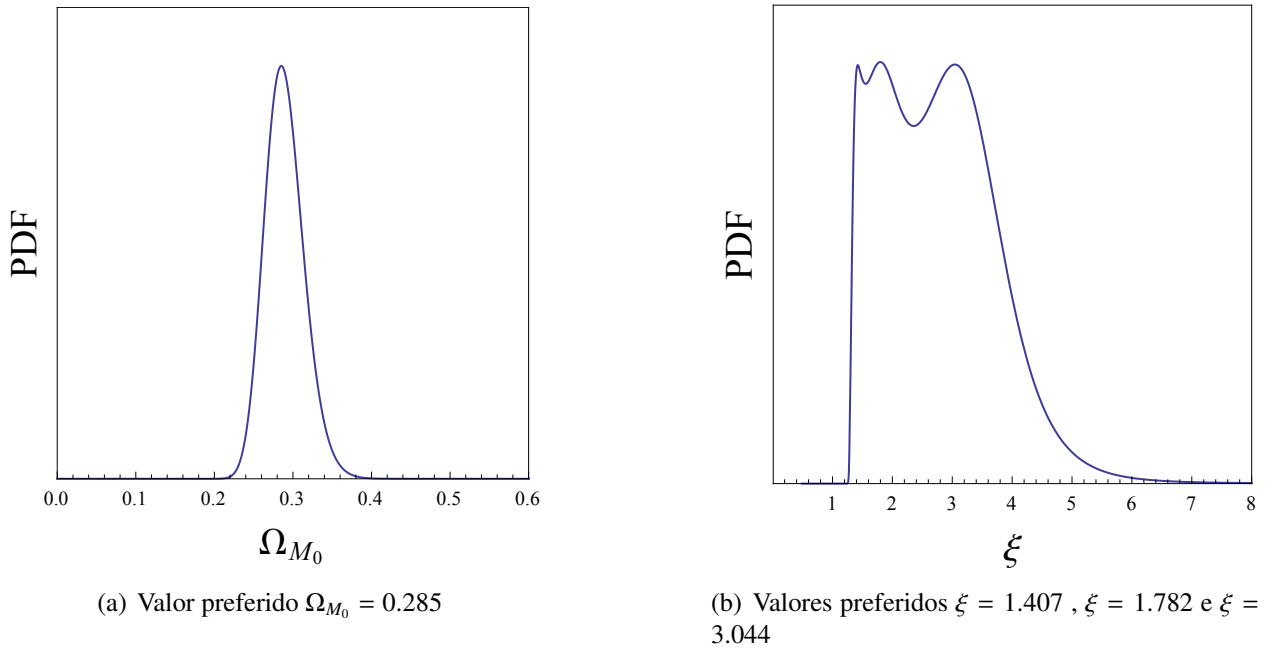 PDF
0.0 0.1 0.2 0.3 0.4 0.5 0.6
Ω_{M_0}
(a) Valor preferido Ω_{M_0} = 0.285
PDF
1 2 3 4 5 6 7 8
ξ
(b) Valores preferidos ξ = 1.407 , ξ = 1.782 e ξ =
3.044